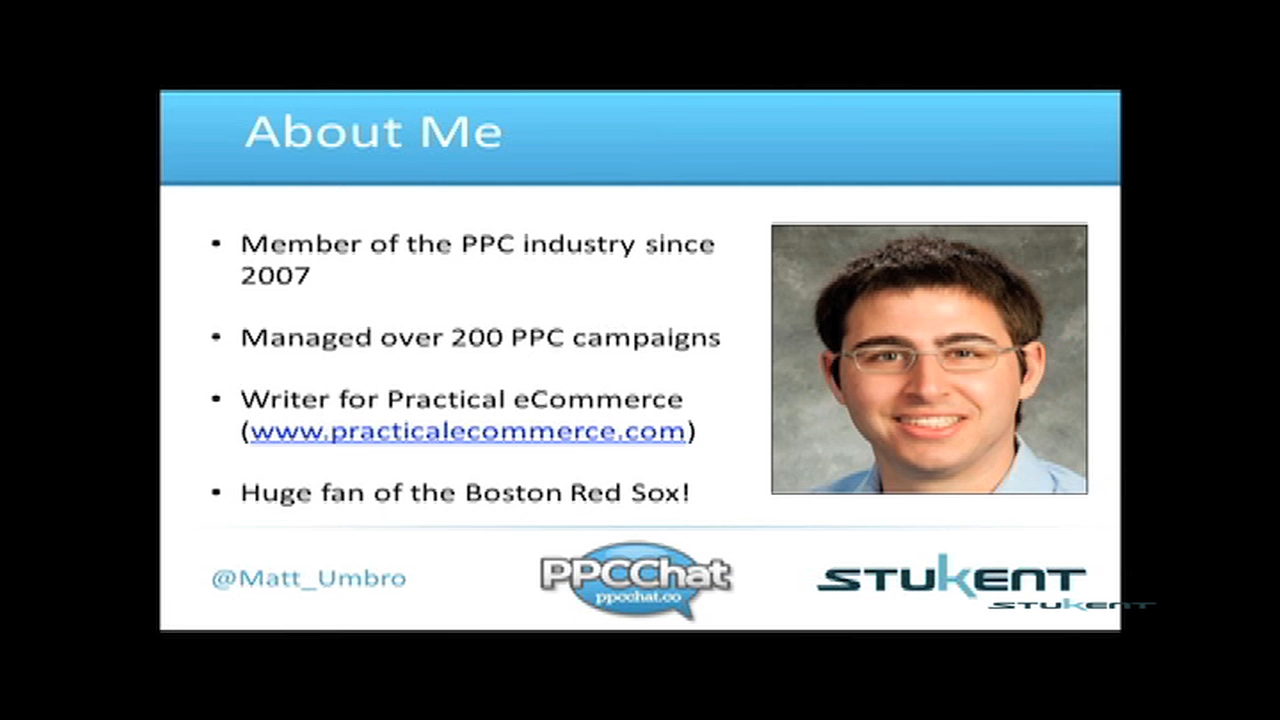 About Me
• Member of the PPC industry since
2007
• Managed over 200 PPC campaigns
• Writer for Practical eCommerce
(www.practicalecommerce.com)
• Huge fan of the Boston Red Sox!
@Matt_Umbro
PPCChat
ppcchat.co
STUKENT
STUKENT